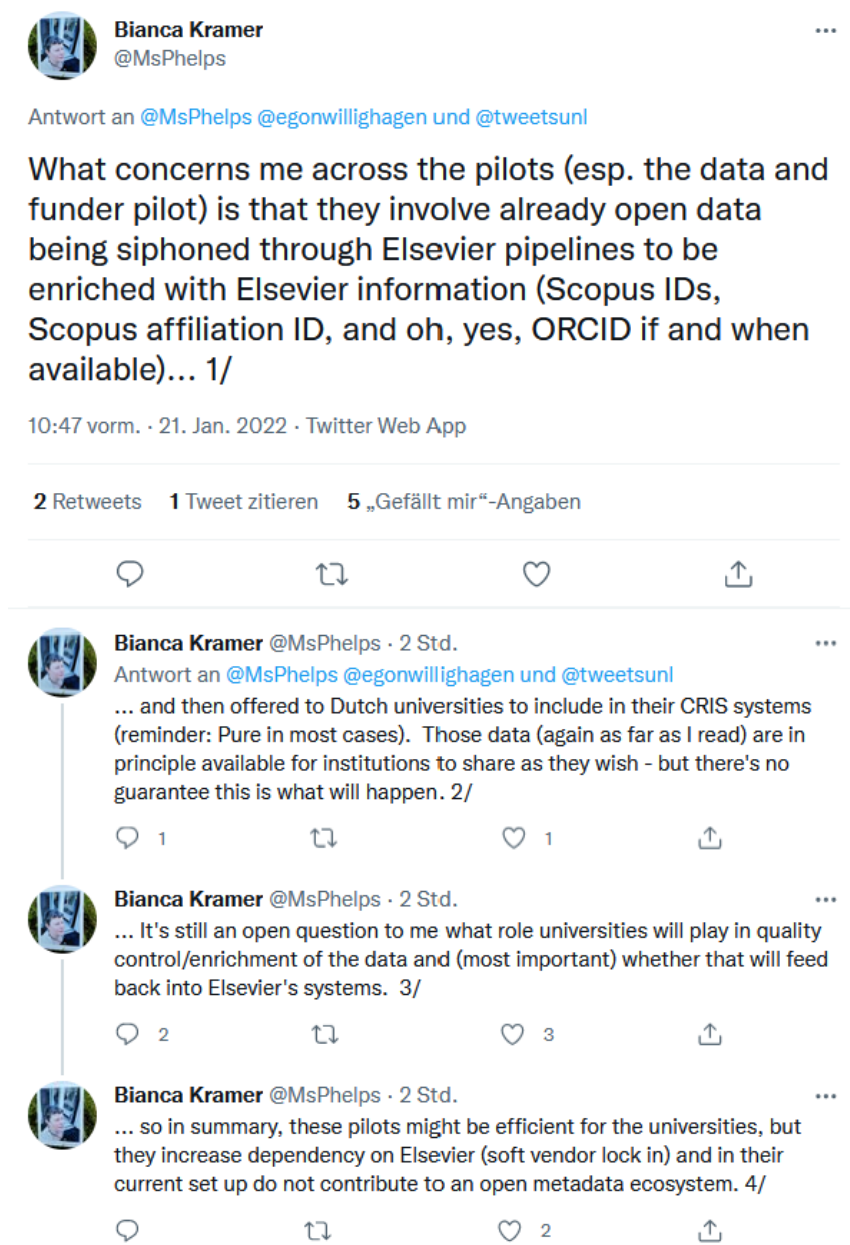 Bianca Kramer
@MsPhelps
Antwort an @MsPhelps @egonwillighagen und @tweetsunl
What concerns me across the pilots (esp. the data and
funder pilot) is that they involve already open data
being siphoned through Elsevier pipelines to be
enriched with Elsevier information (Scopus IDs,
Scopus affiliation ID, and oh, yes, ORCID if and when
available)... 1/
10:47 vorm. · 21. Jan. 2022 · Twitter Web App
2 Retweets 1 Tweet zitieren 5 „Gefällt mir“-Angaben
Bianca Kramer @MsPhelps · 2 Std.
Antwort an @MsPhelps @egonwillighagen und @tweetsunl
... and then offered to Dutch universities to include in their CRIS systems
(reminder: Pure in most cases).  Those data (again as far as I read) are in
principle available for institutions to share as they wish - but there's no
guarantee this is what will happen. 2/
1 1
Bianca Kramer @MsPhelps · 2 Std.
... It's still an open question to me what role universities will play in quality
control/enrichment of the data and (most important) whether that will feed
back into Elsevier's systems.  3/
2 3
Bianca Kramer @MsPhelps · 2 Std.
... so in summary, these pilots might be efficient for the universities, but
they increase dependency on Elsevier (soft vendor lock in) and in their
current set up do not contribute to an open metadata ecosystem. 4/
2